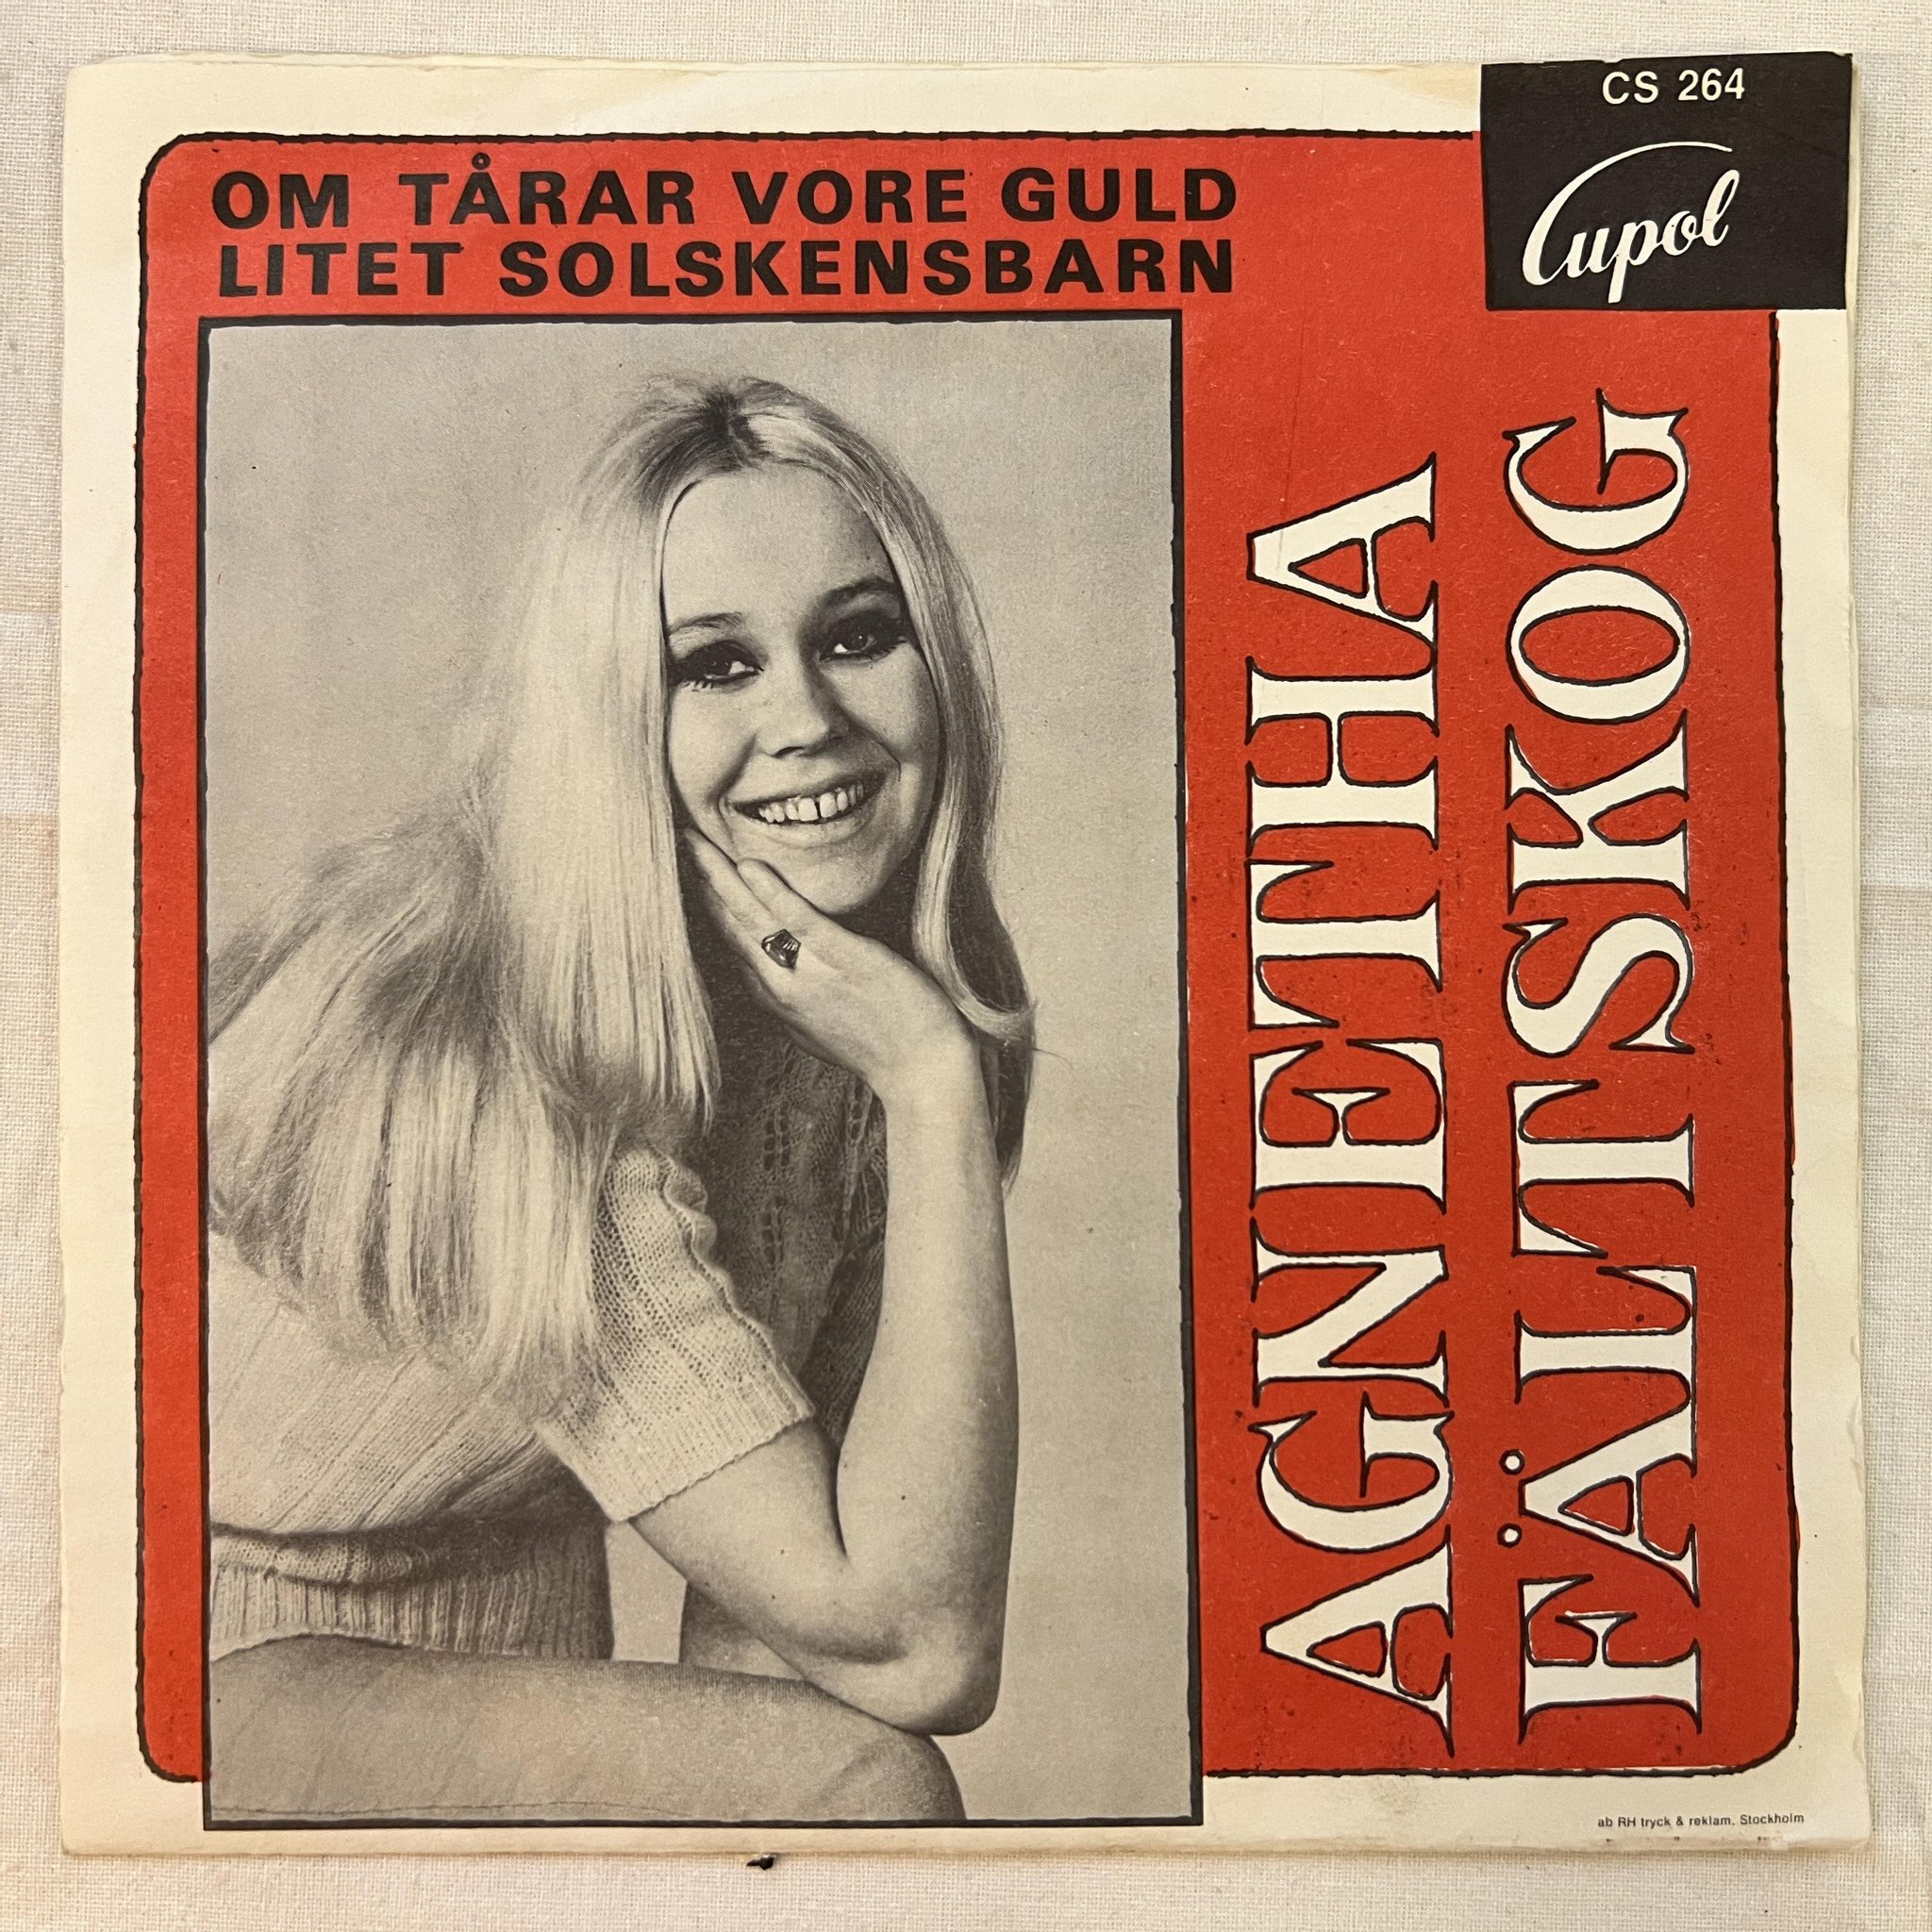 CS 264
Cupol
OM TÅRAR VORE GULD
LITET SOLSKENSBARN
AGNETHA
FÄLTSKOG
ab RH tryck & reklam, Stockholm